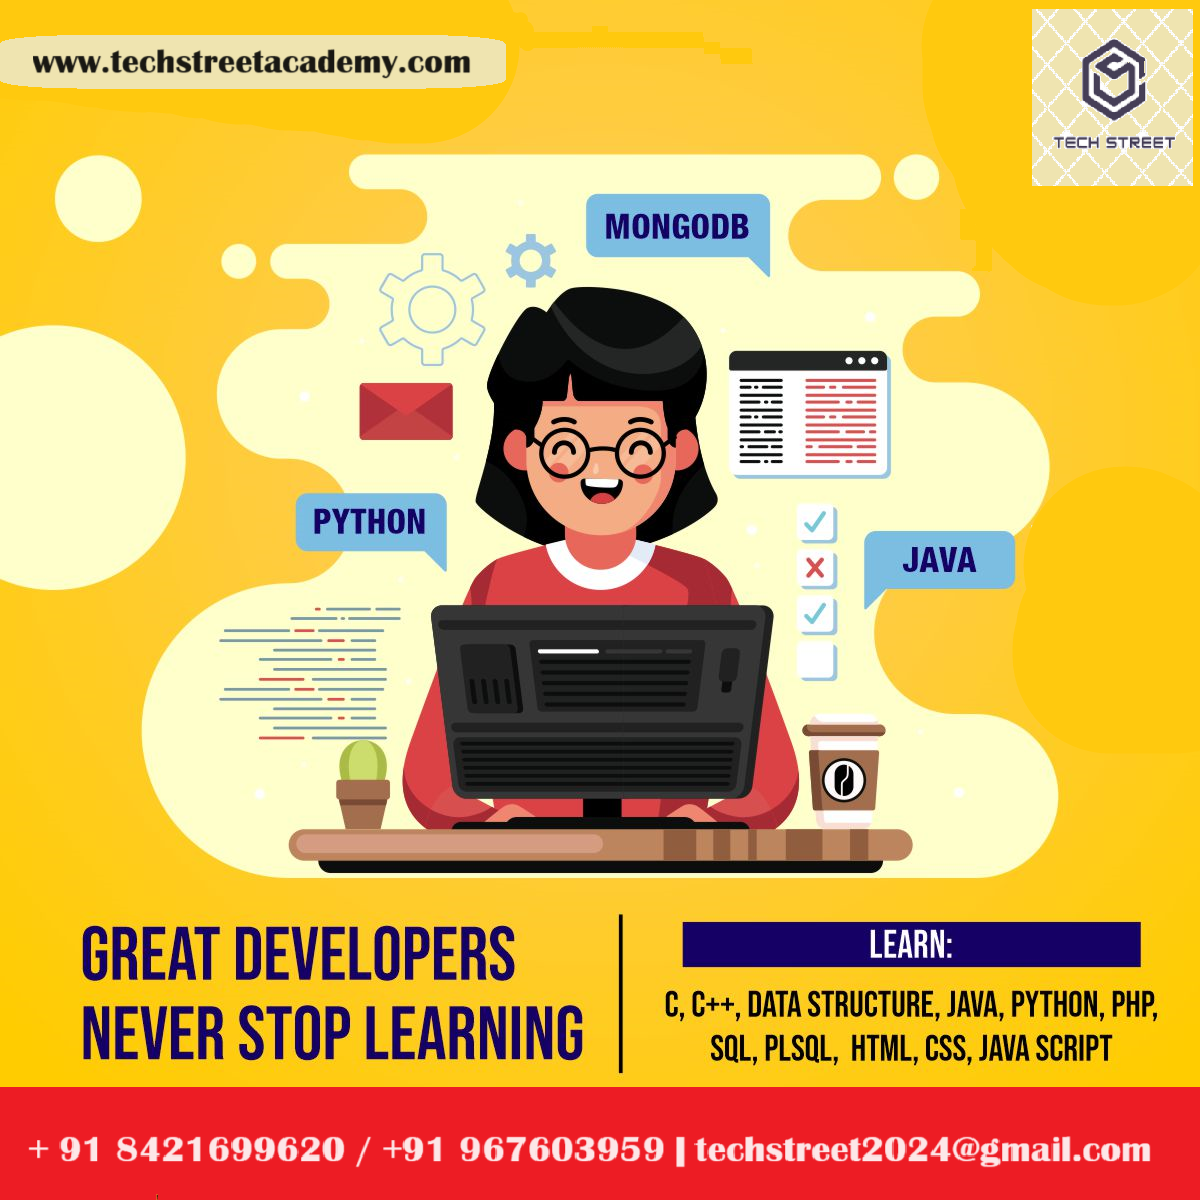 www.techstreetacademy.com
TECH STREET
MONGODB
PYTHON
JAVA
GREAT DEVELOPERS
NEVER STOP LEARNING
LEARN:
C, C++, DATA STRUCTURE, JAVA, PYTHON, PHP,
SQL, PLSQL, HTML, CSS, JAVA SCRIPT
+ 91 8421699620 / +91 967603959 | techstreet2024@gmail.com